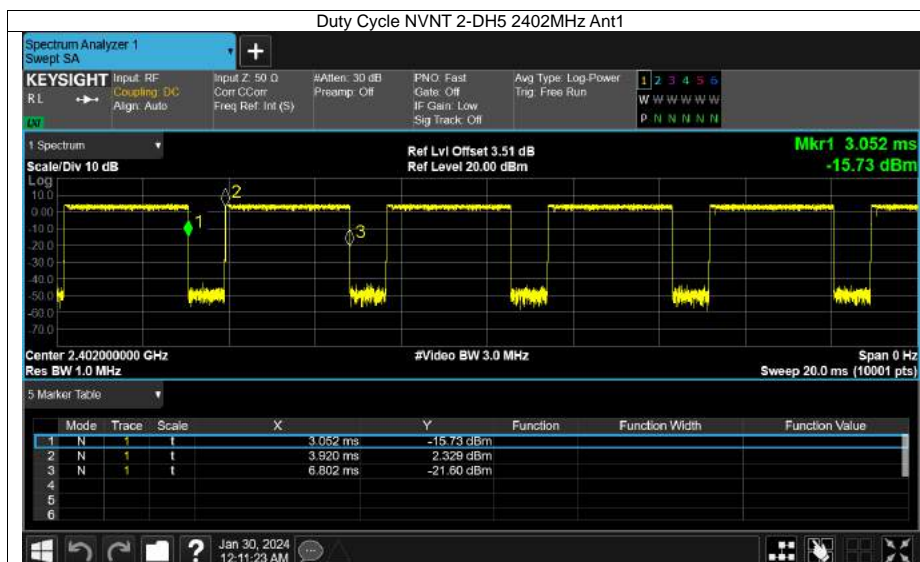 Duty Cycle NVNT 2-DH5 2402MHz Ant1
Spectrum Analyzer 1
Swept SA
+
KEYSIGHT
RL
LXI
Input: RF
Coupling: DC
Align: Auto
Input Z: 50 Ω
Corr CCorr
Freq Ref: Int (S)
#Atten: 30 dB
Preamp: Off
PNO: Fast
Gate: Off
IF Gain: Low
Sig Track: Off
Avg Type: Log-Power
Trig: Free Run
1 2 3 4 5 6
W W W W W W
P N N N N N
1 Spectrum
Scale/Div 10 dB
Ref Lvl Offset 3.51 dB
Ref Level 20.00 dBm
Mkr1 3.052 ms
-15.73 dBm
Log
10.0
0.00
-10.0
-20.0
-30.0
-40.0
-50.0
-60.0
-70.0
1
2
3
Center 2.402000000 GHz
Res BW 1.0 MHz
#Video BW 3.0 MHz
Span 0 Hz
Sweep 20.0 ms (10001 pts)
5 Marker Table
Mode Trace Scale X Y Function Function Width Function Value
1 N 1 t 3.052 ms -15.73 dBm
2 N 1 t 3.920 ms 2.329 dBm
3 N 1 t 6.802 ms -21.60 dBm
4
5
6
?
Jan 30, 2024
12:11:23 AM